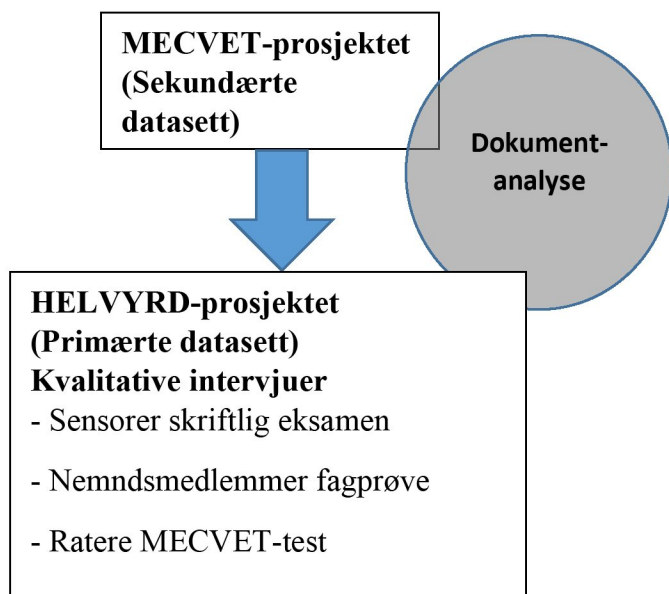 MECVET-prosjektet
(Sekundærte
datasett)
Dokument-
analyse
HELVYRD-prosjektet
(Primærte datasett)
Kvalitative intervjuer
- Sensorer skriftlig eksamen
- Nemndsmedlemmer fagprøve
- Ratere MECVET-test